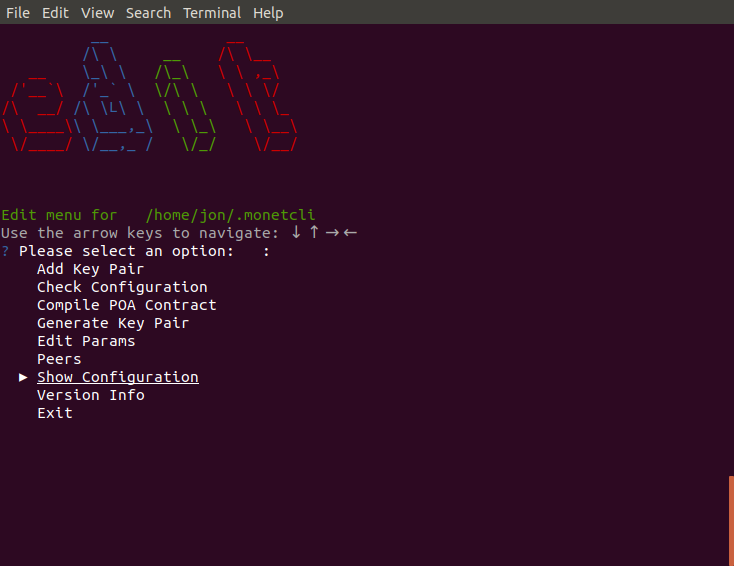 File Edit View Search Terminal Help
edit
Edit menu for /home/jon/.monetcli
Use the arrow keys to navigate: ↓ ↑ → ←
? Please select an option: :
Add Key Pair
Check Configuration
Compile POA Contract
Generate Key Pair
Edit Params
Peers
▶ Show Configuration
Version Info
Exit